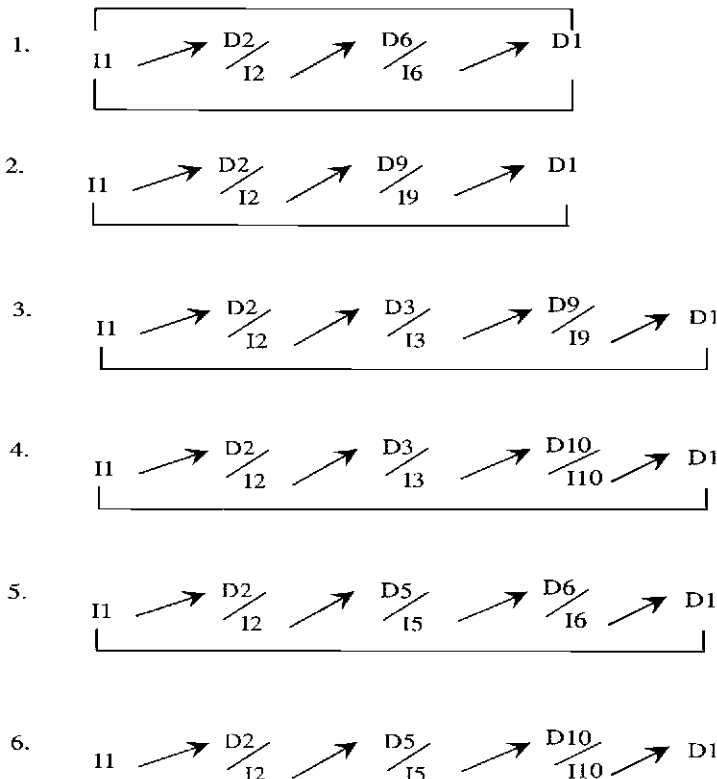 1. I1 D2/I2 D6/I6 D1
2. I1 D2/I2 D9/I9 D1
3. I1 D2/I2 D3/I3 D9/I9 D1
4. I1 D2/I2 D3/I3 D10/I10 D1
5. I1 D2/I2 D5/I5 D6/I6 D1
6. I1 D2/I2 D5/I5 D10/I10 D1